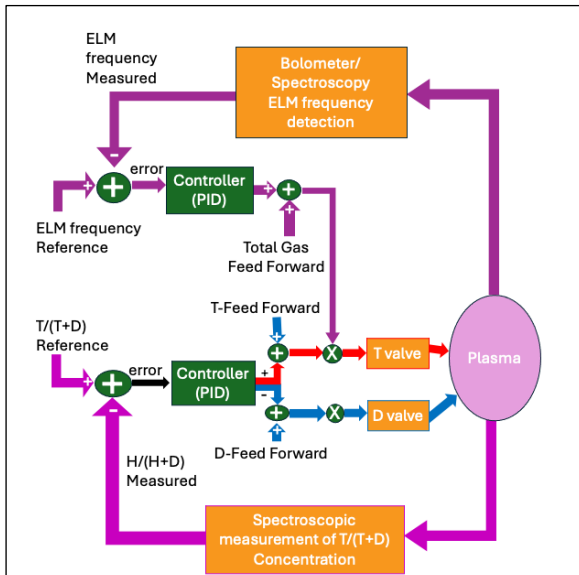 ELM
frequency
Measured
Bolometer/
Spectroscopy
ELM frequency
detection
-
+
error
+
Controller
(PID)
+
+
+
ELM frequency
Reference
Total Gas
Feed Forward
T-Feed Forward
T/(T+D)
Reference
+
error
+
+
Controller
(PID)
+
-
+
X
T valve
Plasma
-
+
X
D valve
+
H/(H+D)
Measured
D-Feed Forward
Spectroscopic
measurement of T/(T+D)
Concentration